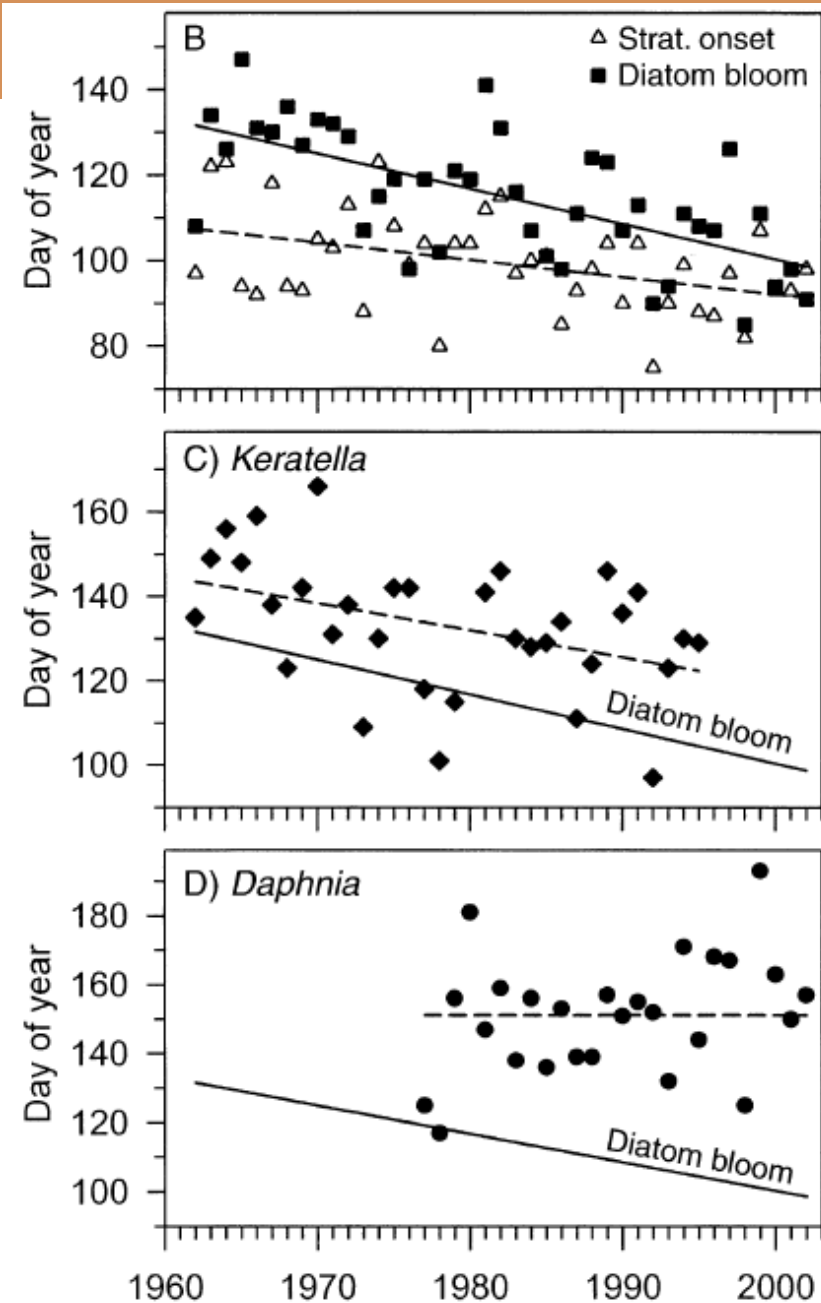 B
Strat. onset
Diatom bloom
Day of year
140
120
100
80
C) Keratella
Day of year
160
140
120
100
Diatom bloom
D) Daphnia
Day of year
180
160
140
120
100
Diatom bloom
1960 1970 1980 1990 2000